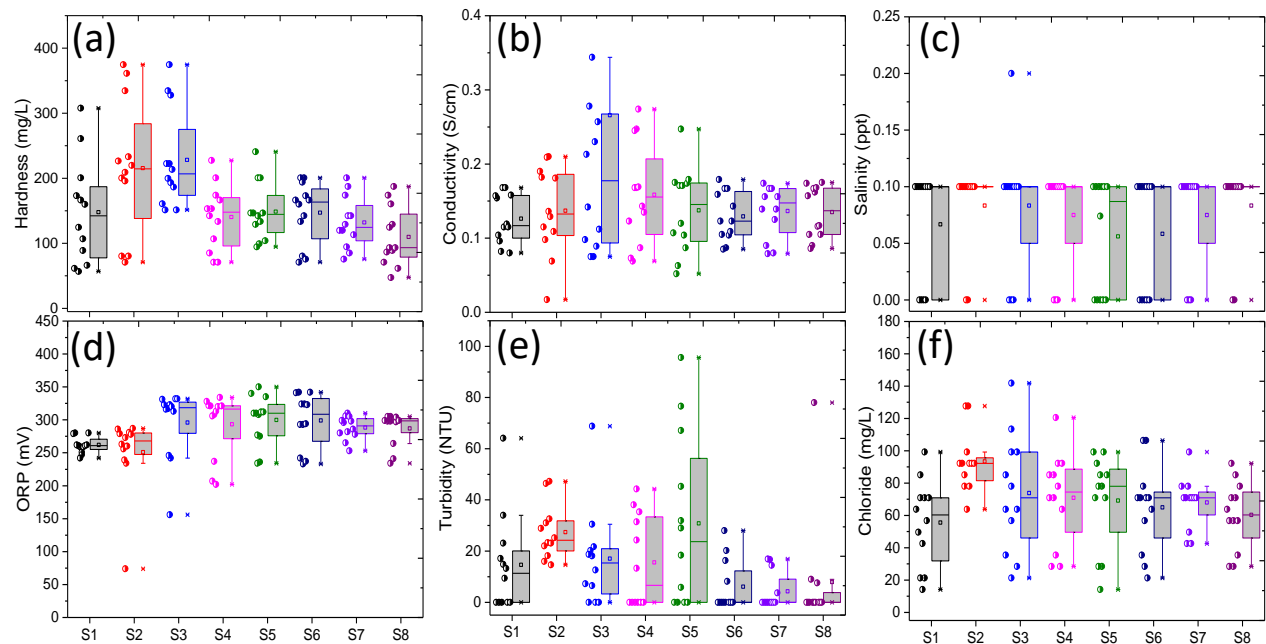 (a)
Hardness (mg/L)
400
300
200
100
0
(b)
Conductivity (S/cm)
0.4
0.3
0.2
0.1
0.0
(c)
Salinity (ppt)
0.25
0.20
0.15
0.10
0.05
0.00
(d)
ORP (mV)
450
400
350
300
250
200
150
100
50
0
S1 S2 S3 S4 S5 S6 S7 S8
(e)
Turbidity (NTU)
100
80
60
40
20
0
S1 S2 S3 S4 S5 S6 S7 S8
(f)
Chloride (mg/L)
180
160
140
120
100
80
60
40
20
0
S1 S2 S3 S4 S5 S6 S7 S8